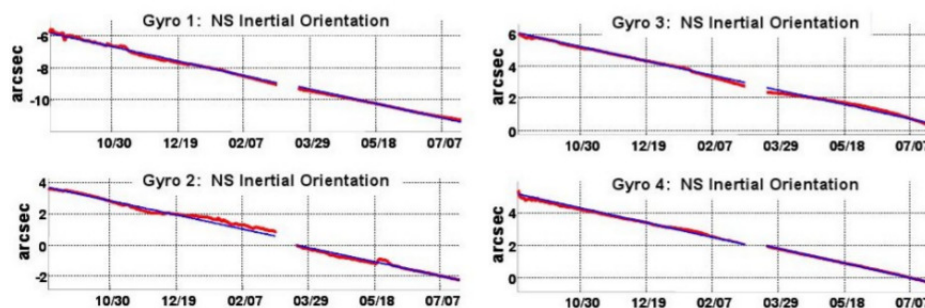 Gyro 1: NS Inertial Orientation
arcsec
-6
-8
-10
10/30 12/19 02/07 03/29 05/18 07/07
Gyro 3: NS Inertial Orientation
arcsec
6
4
2
0
10/30 12/19 02/07 03/29 05/18 07/07
Gyro 2: NS Inertial Orientation
arcsec
4
2
0
-2
10/30 12/19 02/07 03/29 05/18 07/07
Gyro 4: NS Inertial Orientation
arcsec
4
2
0
10/30 12/19 02/07 03/29 05/18 07/07